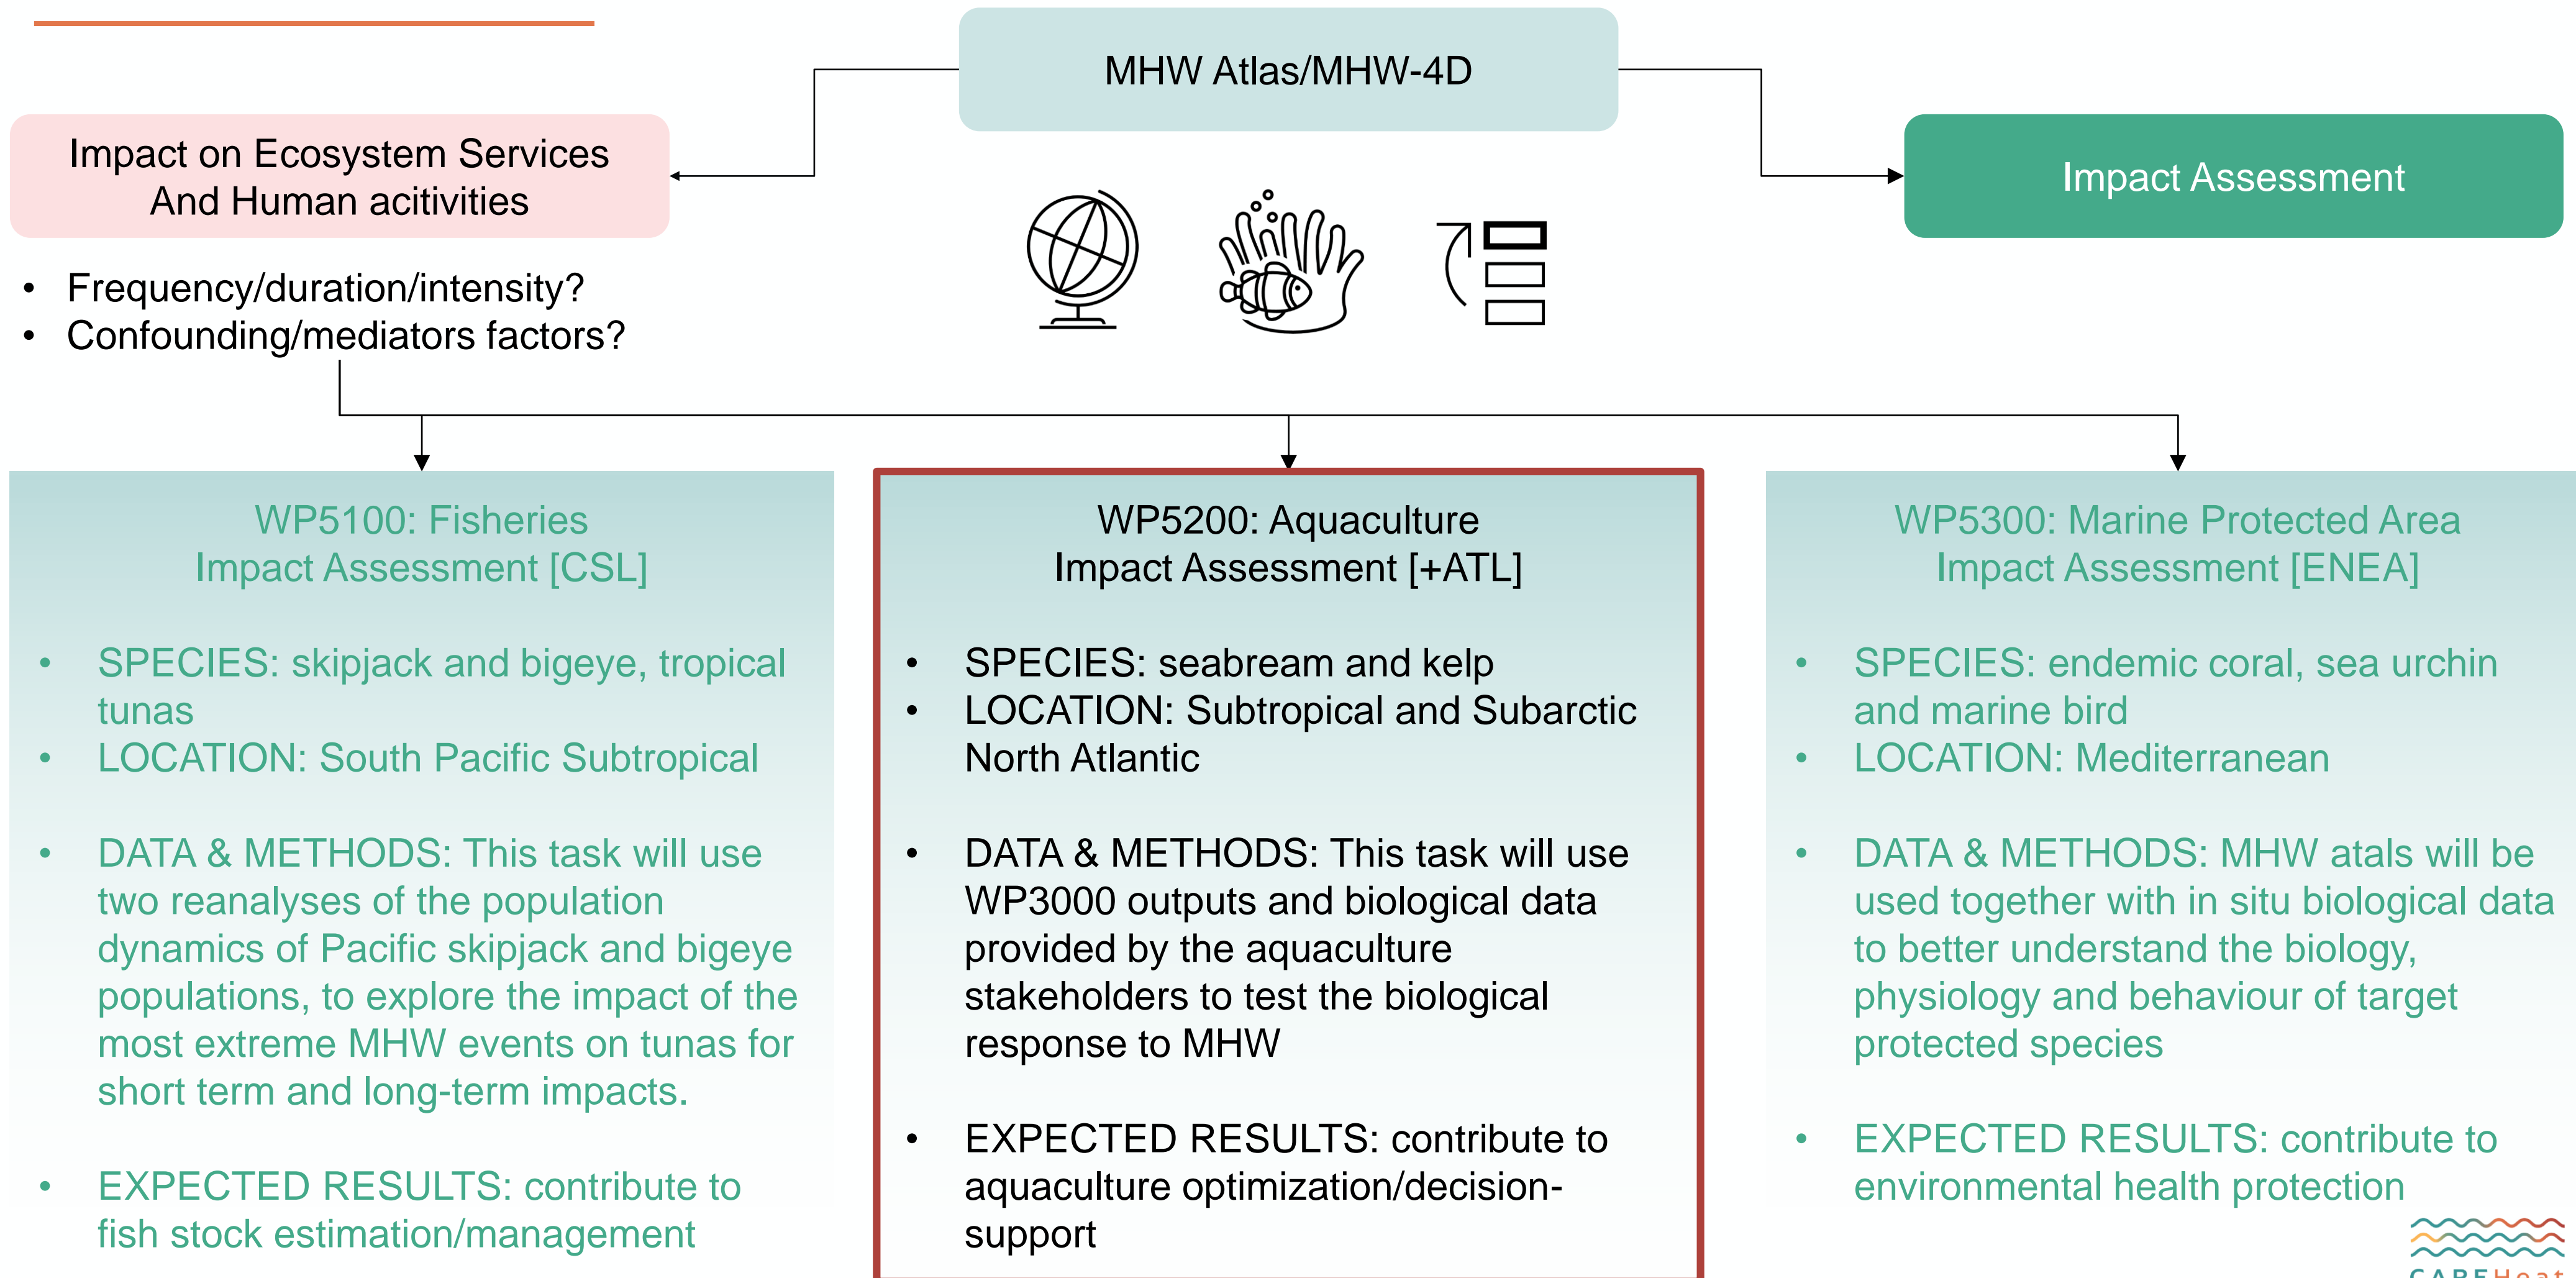 MHW Atlas/MHW-4D
Impact on Ecosystem Services
And Human acitivities
Impact Assessment
• Frequency/duration/intensity?
• Confounding/mediators factors?
WP5100: Fisheries
Impact Assessment [CSL]
• SPECIES: skipjack and bigeye, tropical
tunas
• LOCATION: South Pacific Subtropical
• DATA & METHODS: This task will use
two reanalyses of the population
dynamics of Pacific skipjack and bigeye
populations, to explore the impact of the
most extreme MHW events on tunas for
short term and long-term impacts.
• EXPECTED RESULTS: contribute to
fish stock estimation/management
WP5200: Aquaculture
Impact Assessment [+ATL]
• SPECIES: seabream and kelp
• LOCATION: Subtropical and Subarctic
North Atlantic
• DATA & METHODS: This task will use
WP3000 outputs and biological data
provided by the aquaculture
stakeholders to test the biological
response to MHW
• EXPECTED RESULTS: contribute to
aquaculture optimization/decision-
support
WP5300: Marine Protected Area
Impact Assessment [ENEA]
• SPECIES: endemic coral, sea urchin
and marine bird
• LOCATION: Mediterranean
• DATA & METHODS: MHW atals will be
used together with in situ biological data
to better understand the biology,
physiology and behaviour of target
protected species
• EXPECTED RESULTS: contribute to
environmental health protection
CAREHeat